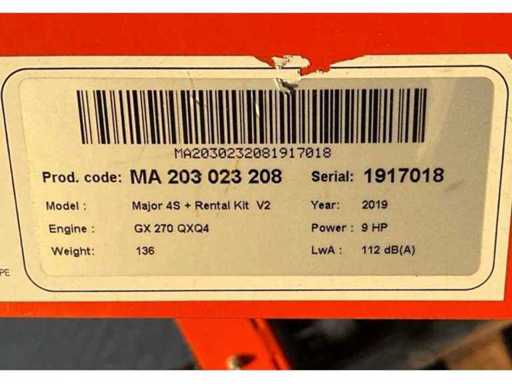 MA2030232081917018
Prod. code: MA 203 023 208 Serial: 1917018
Model : Major 4S + Rental Kit V2 Year: 2019
Engine : GX 270 QXQ4 Power : 9 HP
Weight: 136 LwA : 112 dB(A)
PE